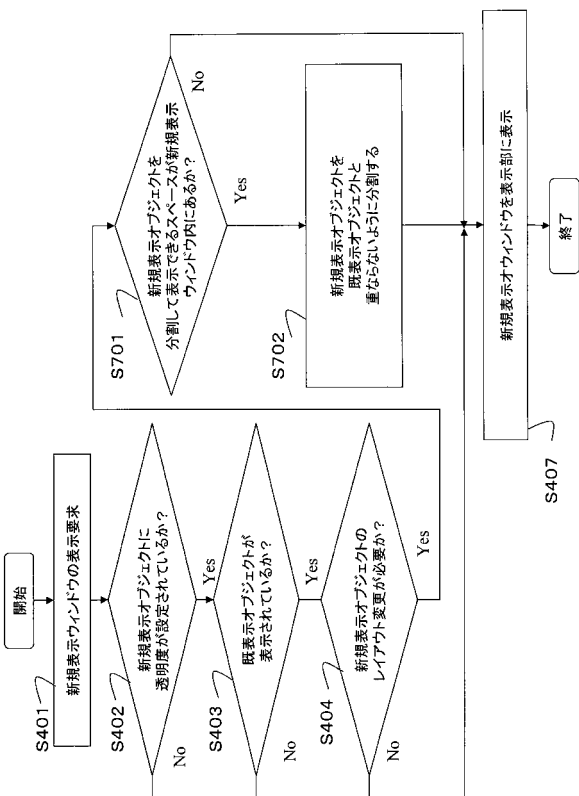 開始
S401
新規表示ウィンドウの表示要求
S402
新規表示オブジェクトに
透明度が設定されているか?
No
Yes
S403
既表示オブジェクトが
表示されているか?
No
Yes
S404
新規表示オブジェクトの
レイアウト変更が必要か?
No
Yes
S701
新規表示オブジェクトを
分割して表示できるスペースが新規表示
ウィンドウ内にあるか?
No
Yes
S702
新規表示オブジェクトを
既表示オブジェクトと
重ならないように分割する
新規表示オウィンドウを表示部に表示
S407
終了